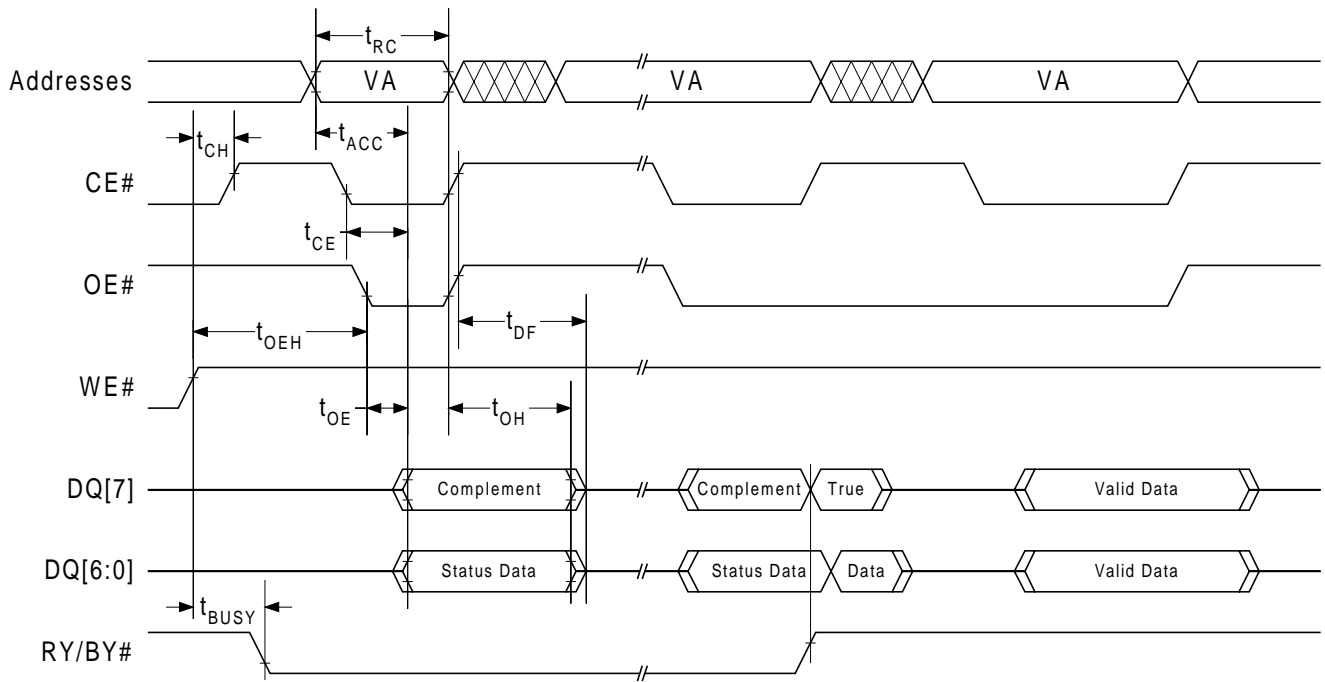 tRC
Addresses VA VA VA
tCH tACC
CE#
tCE
OE#
tOEH tDF
WE#
tOE tOH
DQ[7] Complement Complement True Valid Data
DQ[6:0] Status Data Status Data Data Valid Data
tBUSY
RY/BY#